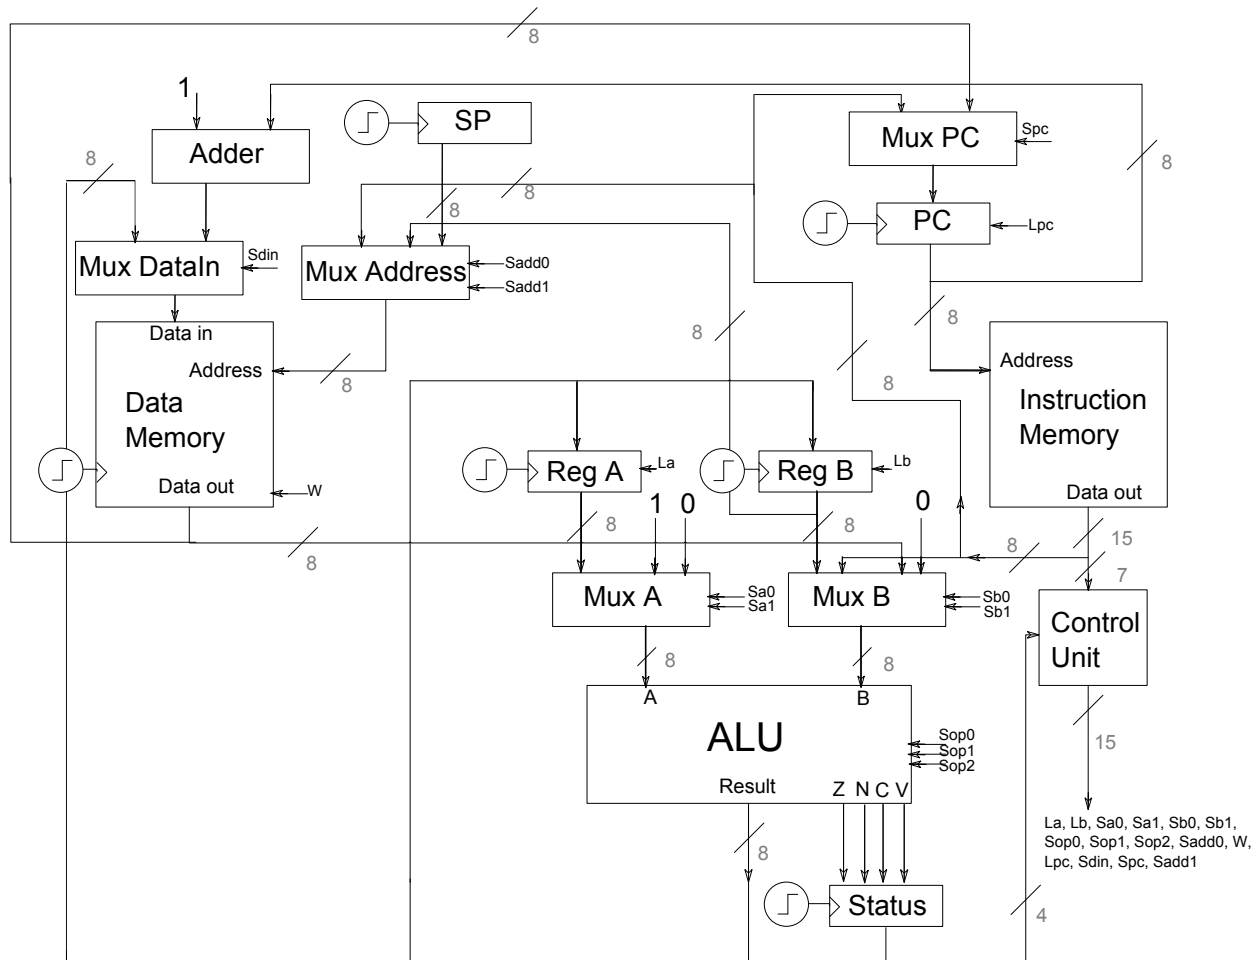 8
1
SP
Mux PC
Spc
8
Adder
8
8
8
PC
Lpc
Mux DataIn
Sdin
Mux Address
Sadd0
Sadd1
8
Data in
8
Address
8
Address
Data
Memory
8
Instruction
Memory
Reg A
La
Reg B
Lb
Data out
W
Data out
1 0
0
8
8
15
8
8
7
Mux A
Sa0
Sa1
Mux B
Sb0
Sb1
Control
Unit
8
8
A
B
ALU
Sop0
Sop1
Sop2
15
Result
Z N C V
La, Lb, Sa0, Sa1, Sb0, Sb1,
Sop0, Sop1, Sop2, Sadd0, W,
Lpc, Sdin, Spc, Sadd1
8
Status
4